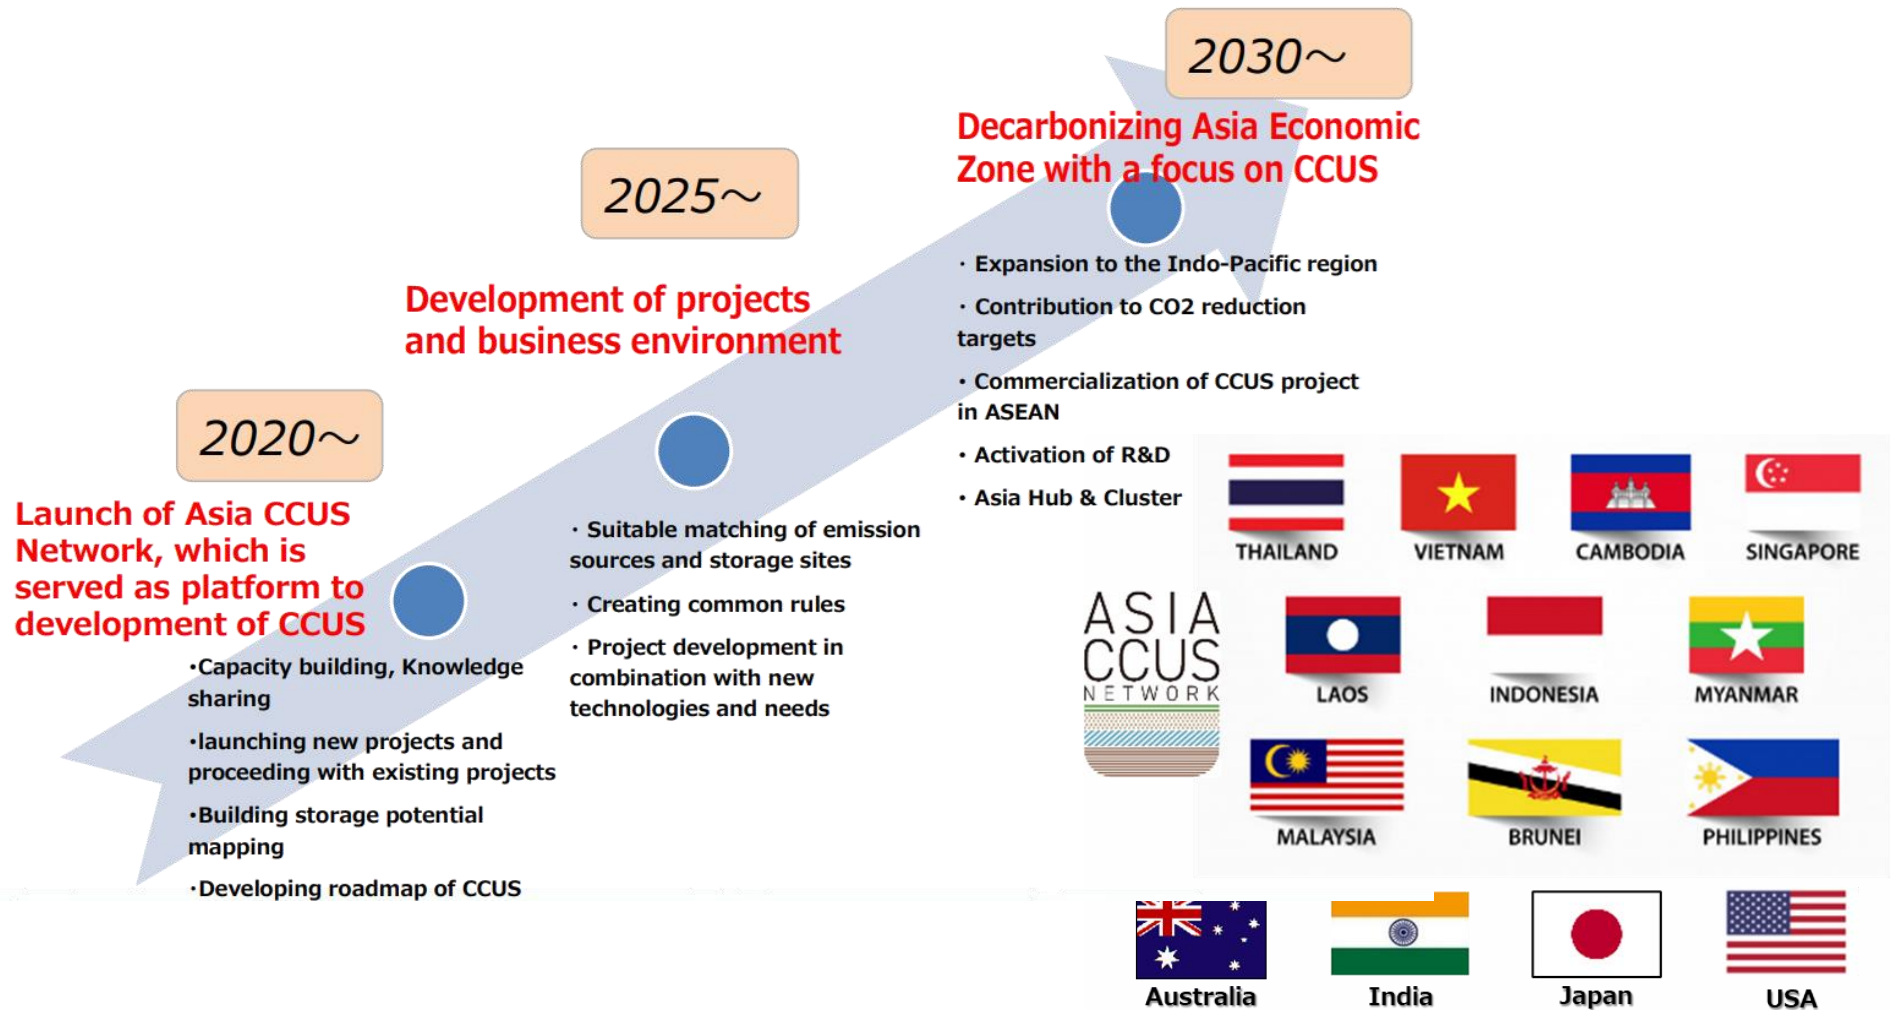 2020～
Launch of Asia CCUS
Network, which is
served as platform to
development of CCUS
・Capacity building, Knowledge
sharing
・launching new projects and
proceeding with existing projects
・Building storage potential
mapping
・Developing roadmap of CCUS
2025～
Development of projects
and business environment
・ Suitable matching of emission
sources and storage sites
・ Creating common rules
・ Project development in
combination with new
technologies and needs
2030～
Decarbonizing Asia Economic
Zone with a focus on CCUS
・ Expansion to the Indo-Pacific region
・ Contribution to CO2 reduction
targets
・ Commercialization of CCUS project
in ASEAN
・ Activation of R&D
・ Asia Hub & Cluster
ASIA
CCUS
NETWORK
THAILAND VIETNAM CAMBODIA SINGAPORE
LAOS INDONESIA MYANMAR
MALAYSIA BRUNEI PHILIPPINES
Australia India Japan USA